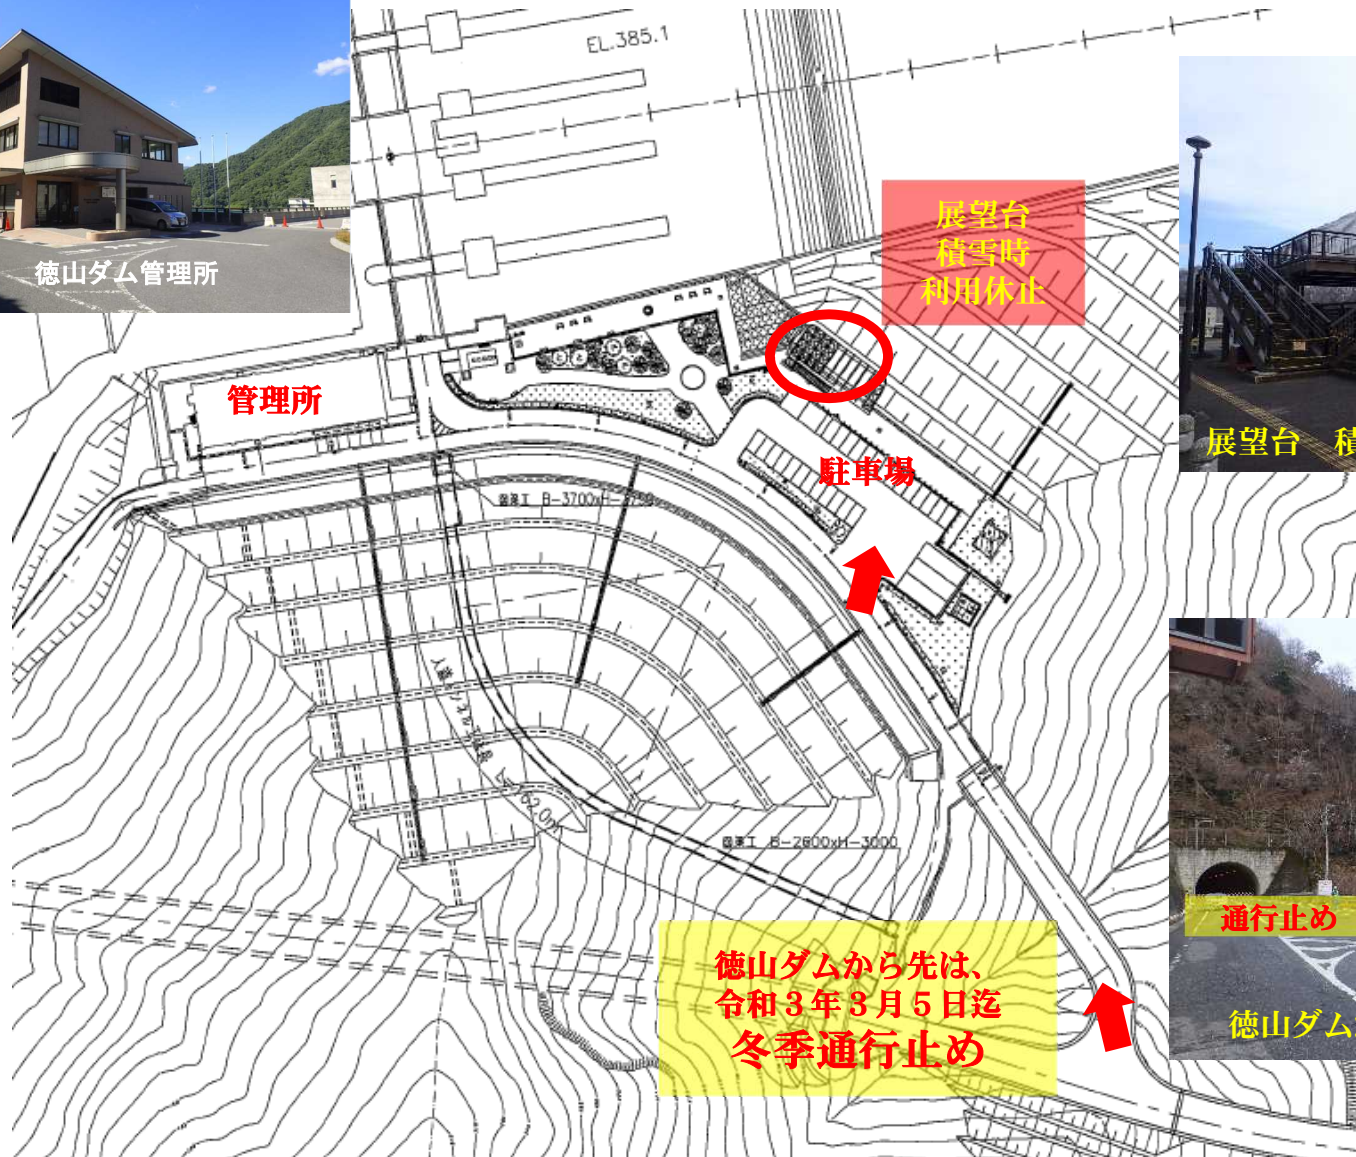 EL.385.1
徳山ダム管理所
展望台
積雪時
利用休止
管理所
駐車場
展望台 積
B-3700xH-
62.0m
B-2600xH-3000
通行止め
徳山ダムから先は、
令和3年3月5日迄
冬季通行止め
徳山ダム